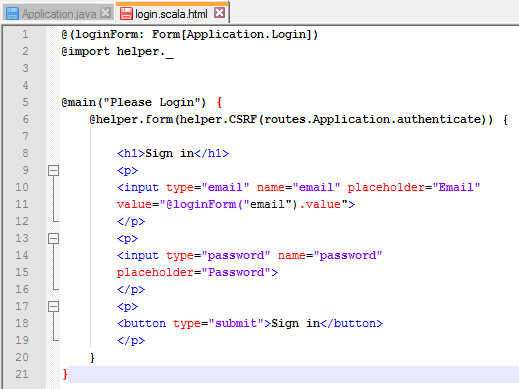 Application.java login.scala.html
1 @(loginForm: Form[Application.Login])
2 @import helper._
3
4
5 @main("Please Login") {
6 @helper.form(helper.CSRF(routes.Application.authenticate)) {
7
8 <h1>Sign in</h1>
9 <p>
10 <input type="email" name="email" placeholder="Email"
11 value="@loginForm("email").value">
12 </p>
13 <p>
14 <input type="password" name="password"
15 placeholder="Password">
16 </p>
17 <p>
18 <button type="submit">Sign in</button>
19 </p>
20 }
21 }